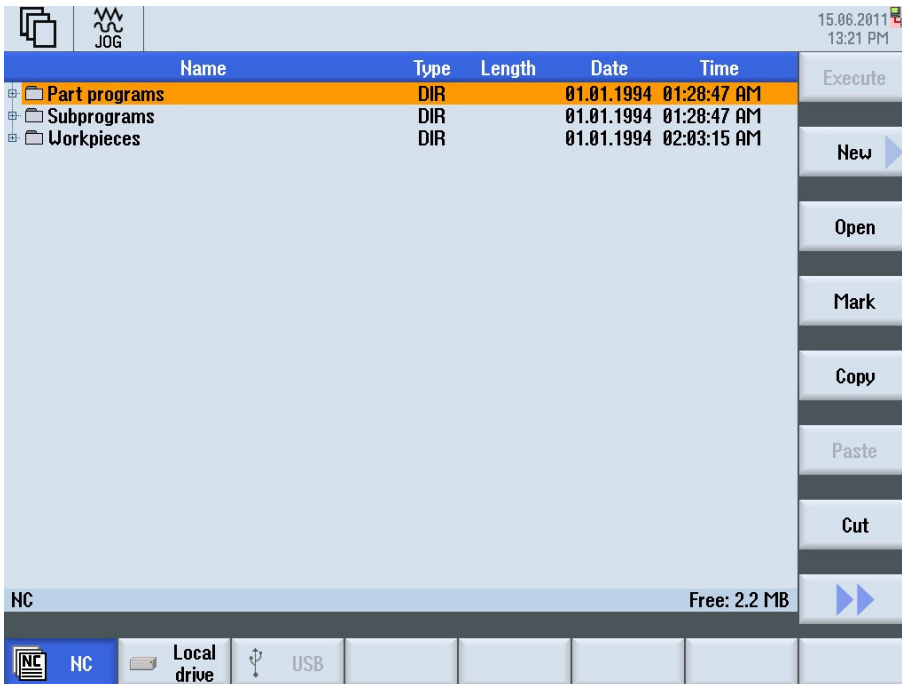 JOG
15.06.2011
13:21 PM
Name Type Length Date Time
Part programs DIR 01.01.1994 01:28:47 AM
Subprograms DIR 01.01.1994 01:28:47 AM
Workpieces DIR 01.01.1994 02:03:15 AM
Execute
New
Open
Mark
Copy
Paste
Cut
NC Free: 2.2 MB
NC NC
Local
drive
USB